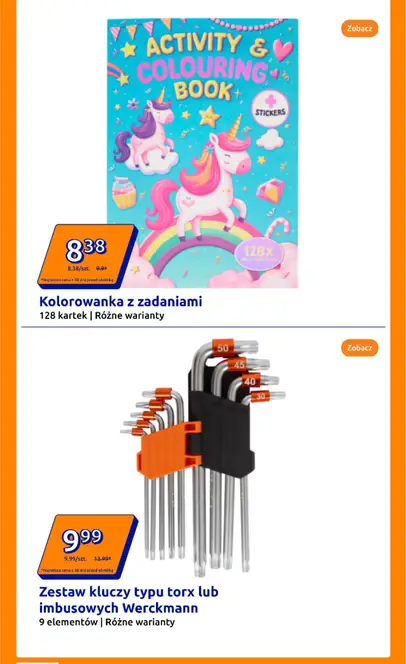 Zobacz
ACTIVITY &
COLOURING
BOOK
+
STICKERS
128x
8.38
8.38/szt.
Kolorowanka z zadaniami
128 kartek | Różne warianty
Zobacz
50
45
40
30
9.99
9.99/szt. 13.99*
Zestaw kluczy typu torx lub
imbusowych Werckmann
9 elementów | Różne warianty